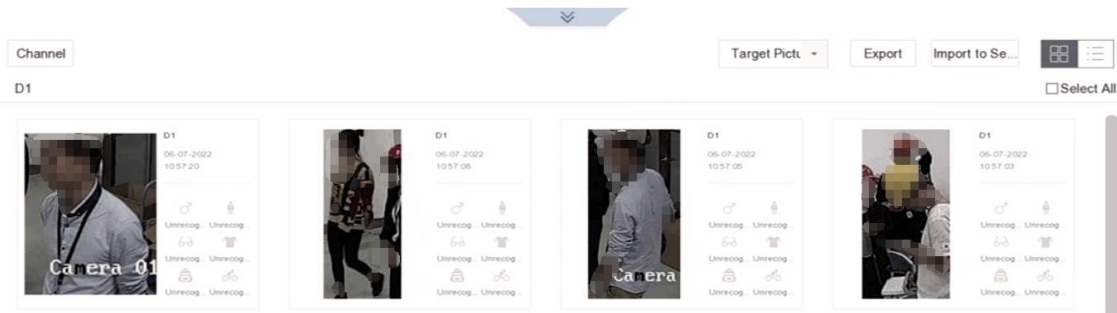 Channel
Target Pictu
Export
Import to Se...
D1
Select All
D1
06-07-2022
10:57:20
Unrecog... Unrecog...
Unrecog... Unrecog...
Unrecog... Unrecog...
Camera 01
D1
06-07-2022
10:57:08
Unrecog... Unrecog...
Unrecog... Unrecog...
Unrecog... Unrecog...
D1
06-07-2022
10:57:05
Unrecog... Unrecog...
Unrecog... Unrecog...
Unrecog... Unrecog...
Camera
D1
06-07-2022
10:57:03
Unrecog... Unrecog...
Unrecog... Unrecog...
Unrecog... Unrecog...